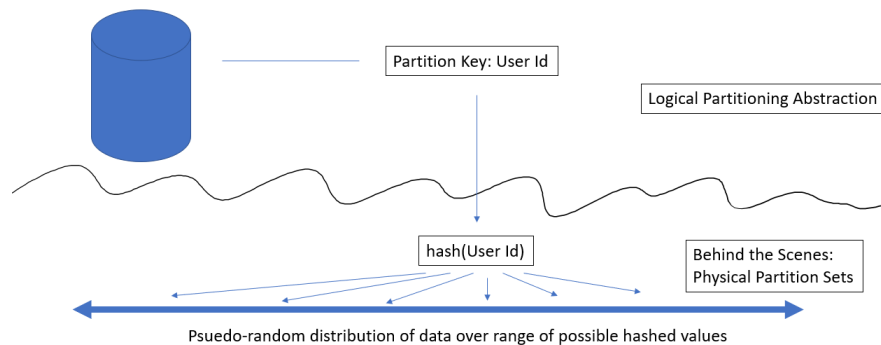 Partition Key: User Id
Logical Partitioning Abstraction
hash(User Id)
Behind the Scenes:
Physical Partition Sets
Psuedo-random distribution of data over range of possible hashed values